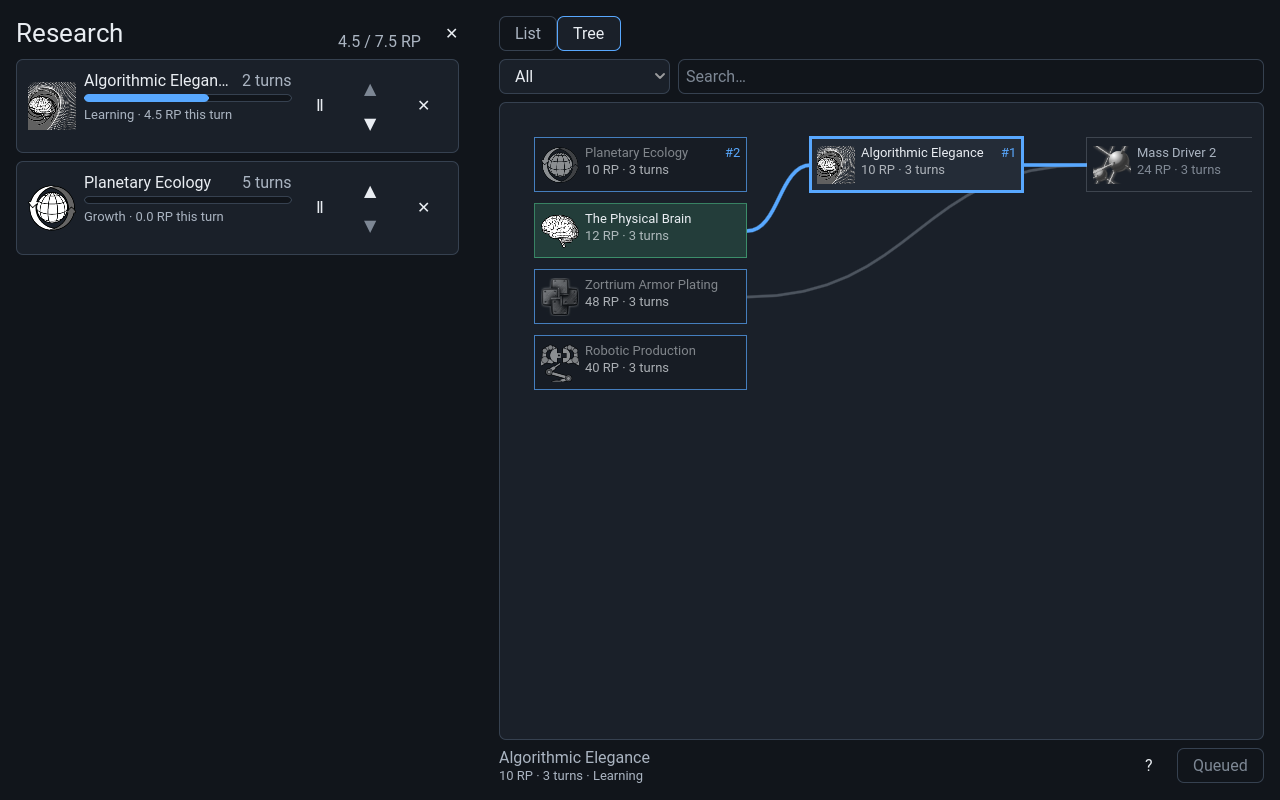 Research
4.5 / 7.5 RP
×
Algorithmic Elegan… 2 turns
Learning · 4.5 RP this turn
Planetary Ecology 5 turns
Growth · 0.0 RP this turn
List
Tree
All
Search…
Planetary Ecology #2
10 RP · 3 turns
The Physical Brain
12 RP · 3 turns
Zortrium Armor Plating
48 RP · 3 turns
Robotic Production
40 RP · 3 turns
Algorithmic Elegance #1
10 RP · 3 turns
Mass Driver 2
24 RP · 3 turns
Algorithmic Elegance
10 RP · 3 turns · Learning
?
Queued